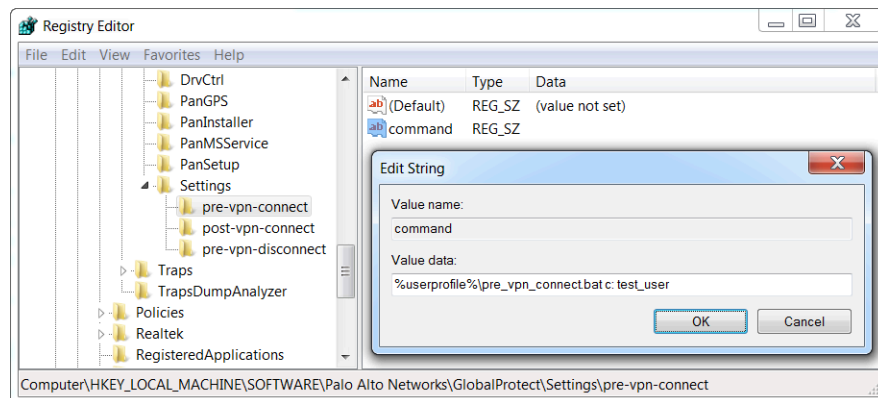 Registry Editor
File Edit View Favorites Help
DrvCtrl
PanGPS
PanInstaller
PanMSService
PanSetup
Settings
pre-vpn-connect
post-vpn-connect
pre-vpn-disconnect
Traps
TrapsDumpAnalyzer
Policies
Realtek
RegisteredApplications
Name Type Data
ab (Default) REG_SZ (value not set)
ab command REG_SZ
Edit String
Value name:
command
Value data:
%userprofile%\pre_vpn_connect.bat c: test_user
OK Cancel
Computer\HKEY_LOCAL_MACHINE\SOFTWARE\Palo Alto Networks\GlobalProtect\Settings\pre-vpn-connect